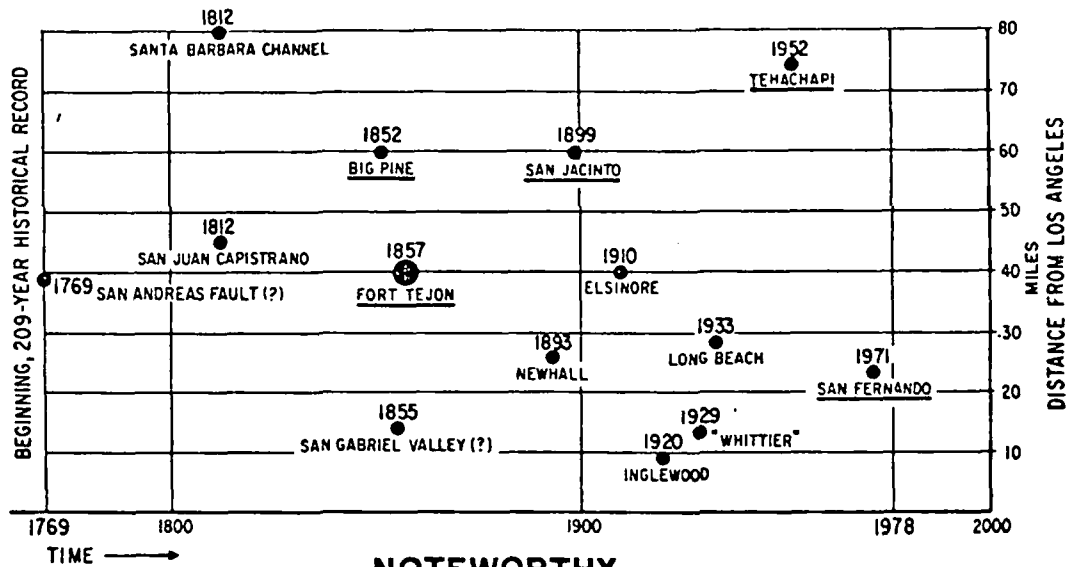 1812
SANTA BARBARA CHANNEL
80
1952
TEHACHAPI
70
1852
BIG PINE
1899
SAN JACINTO
60
50
1812
SAN JUAN CAPISTRANO
1857
FORT TEJON
1910
ELSINORE
40
1769 SAN ANDREAS FAULT (?)
30
1933
LONG BEACH
1893
NEWHALL
1971
SAN FERNANDO
20
1855
SAN GABRIEL VALLEY (?)
1929
"WHITTIER"
1920
INGLEWOOD
10
BEGINNING, 209-YEAR HISTORICAL RECORD
MILES
DISTANCE FROM LOS ANGELES
1769 1800 1900 1978 2000
TIME
NOTEWORTHY